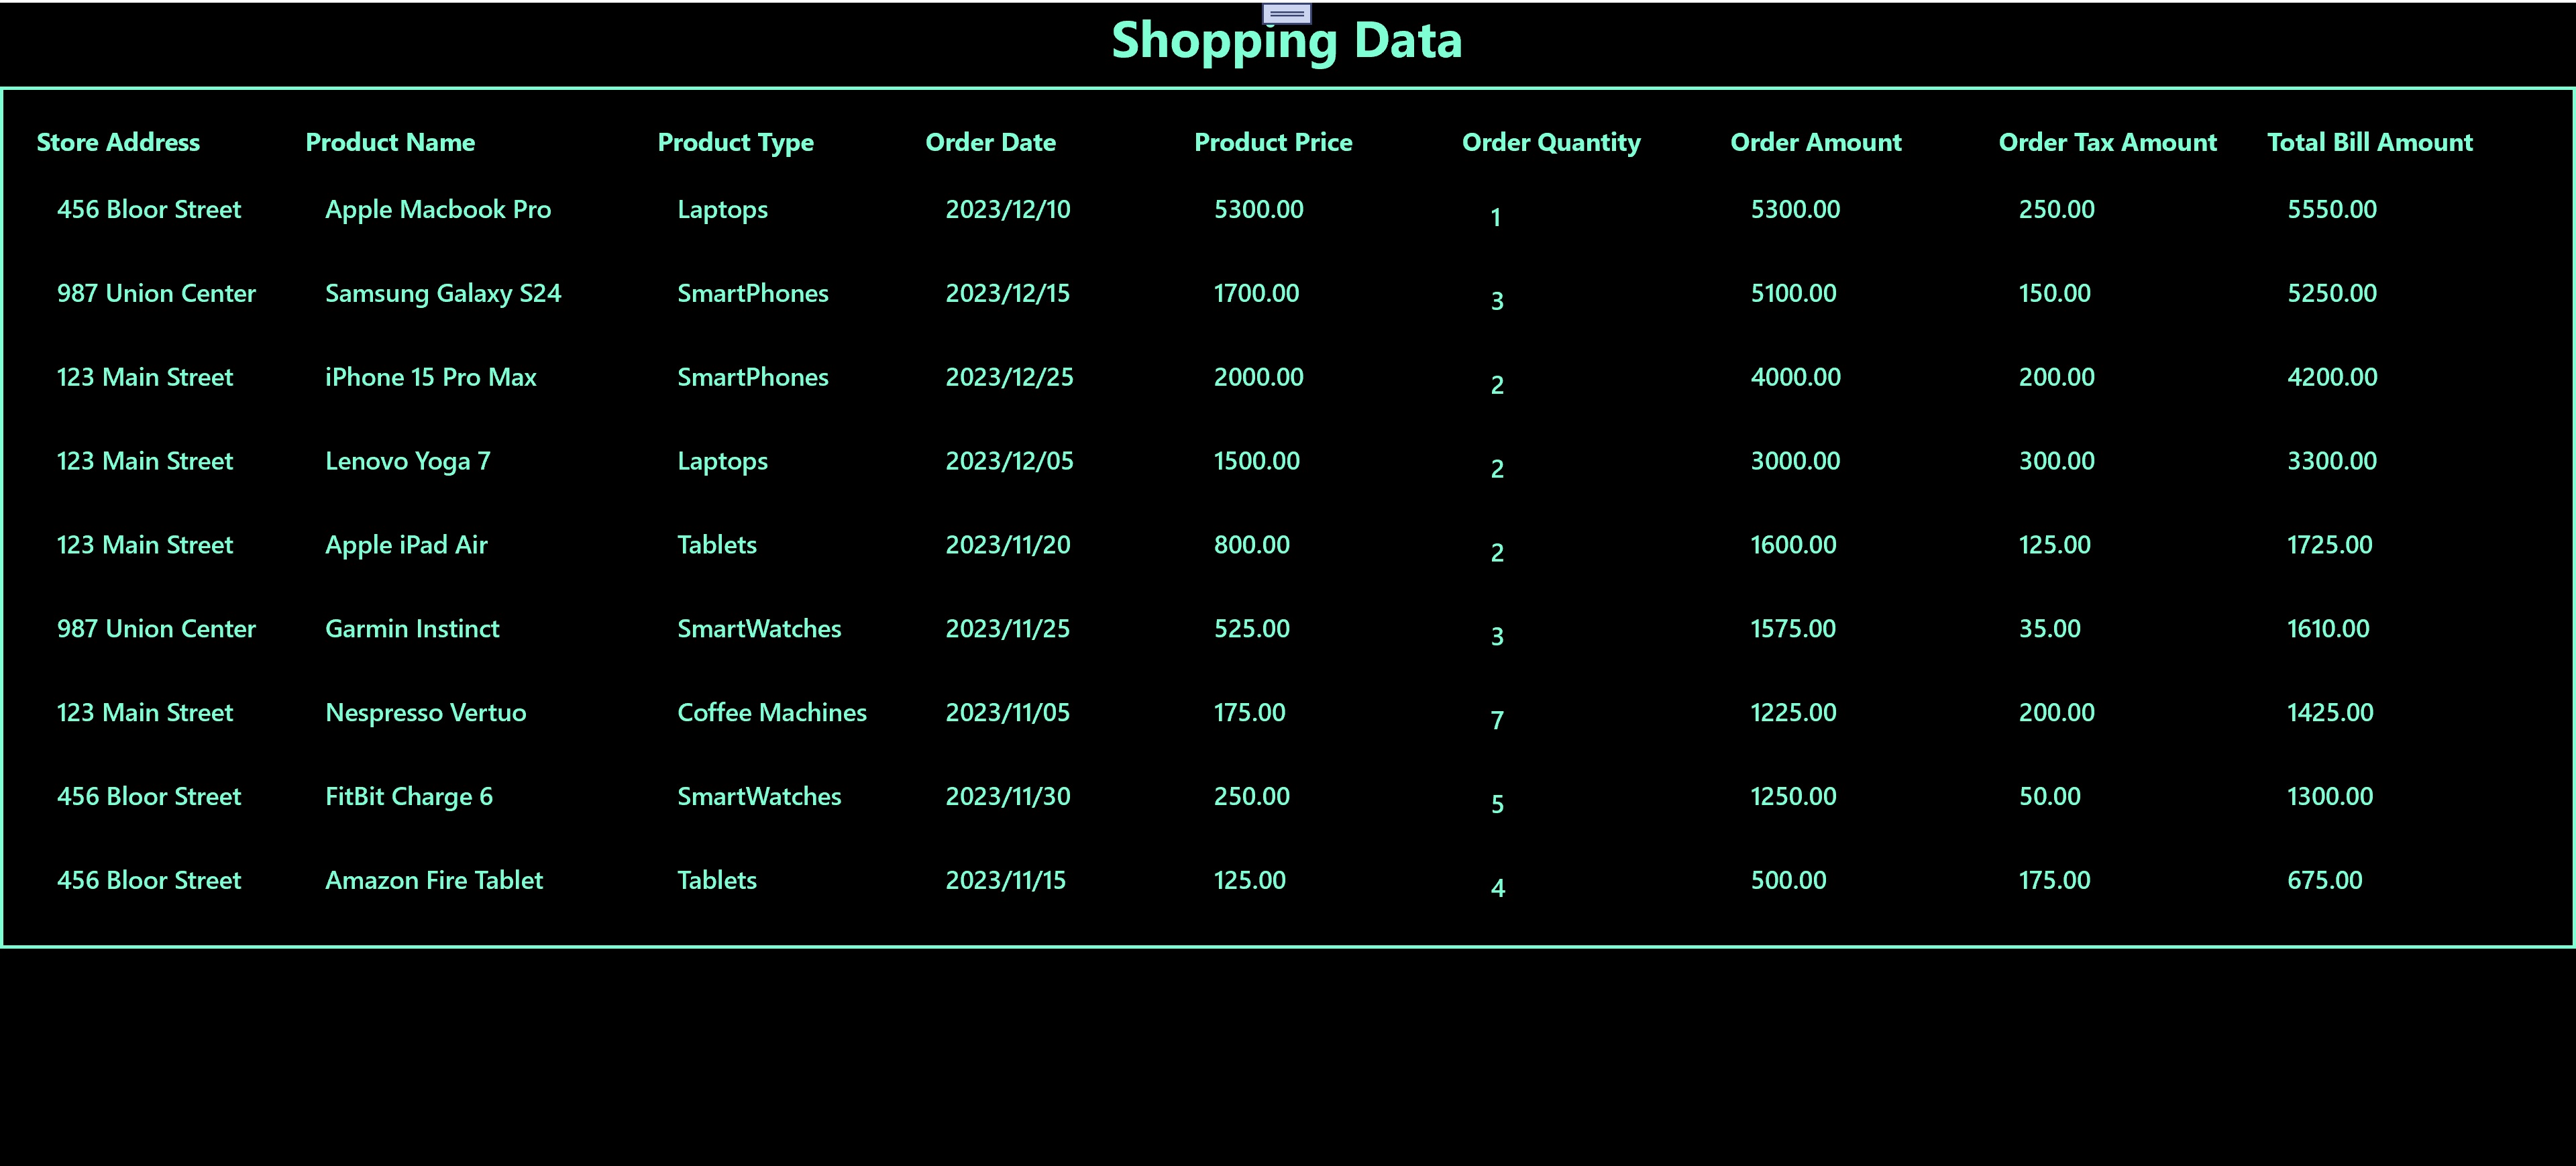 Shopping Data
Store Address Product Name Product Type Order Date Product Price Order Quantity Order Amount Order Tax Amount Total Bill Amount
456 Bloor Street Apple Macbook Pro Laptops 2023/12/10 5300.00 1 5300.00 250.00 5550.00
987 Union Center Samsung Galaxy S24 SmartPhones 2023/12/15 1700.00 3 5100.00 150.00 5250.00
123 Main Street iPhone 15 Pro Max SmartPhones 2023/12/25 2000.00 2 4000.00 200.00 4200.00
123 Main Street Lenovo Yoga 7 Laptops 2023/12/05 1500.00 2 3000.00 300.00 3300.00
123 Main Street Apple iPad Air Tablets 2023/11/20 800.00 2 1600.00 125.00 1725.00
987 Union Center Garmin Instinct SmartWatches 2023/11/25 525.00 3 1575.00 35.00 1610.00
123 Main Street Nespresso Vertuo Coffee Machines 2023/11/05 175.00 7 1225.00 200.00 1425.00
456 Bloor Street FitBit Charge 6 SmartWatches 2023/11/30 250.00 5 1250.00 50.00 1300.00
456 Bloor Street Amazon Fire Tablet Tablets 2023/11/15 125.00 4 500.00 175.00 675.00